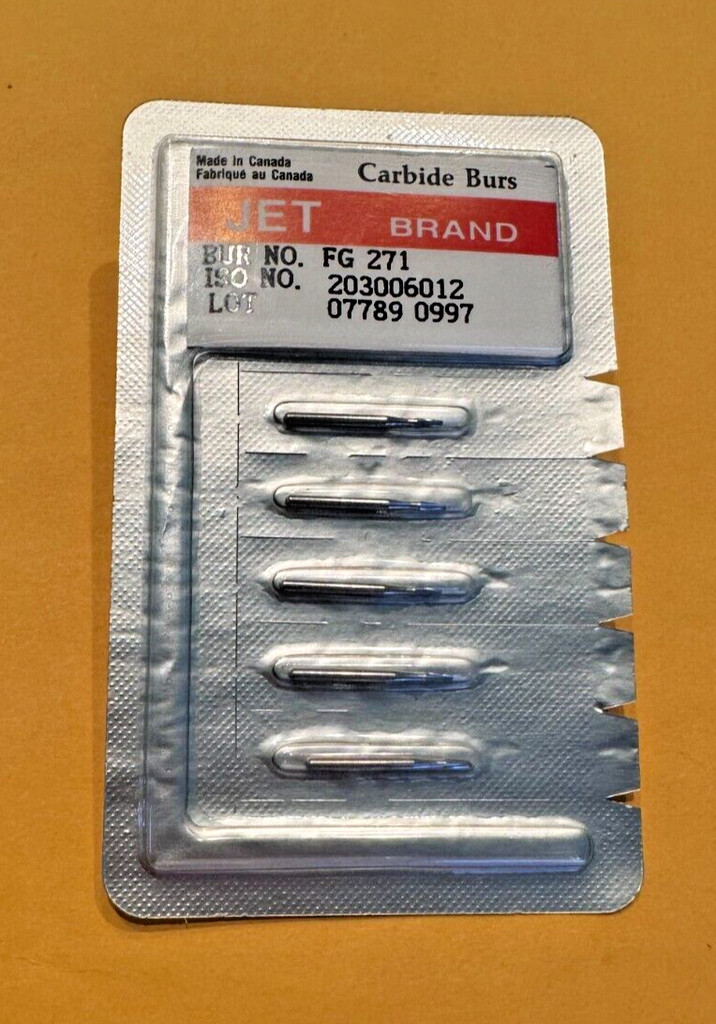 Made in Canada
Fabriqué au Canada
Carbide Burs
JET BRAND
BUR NO. FG 271
ISO NO. 203006012
LOT 07789 0997